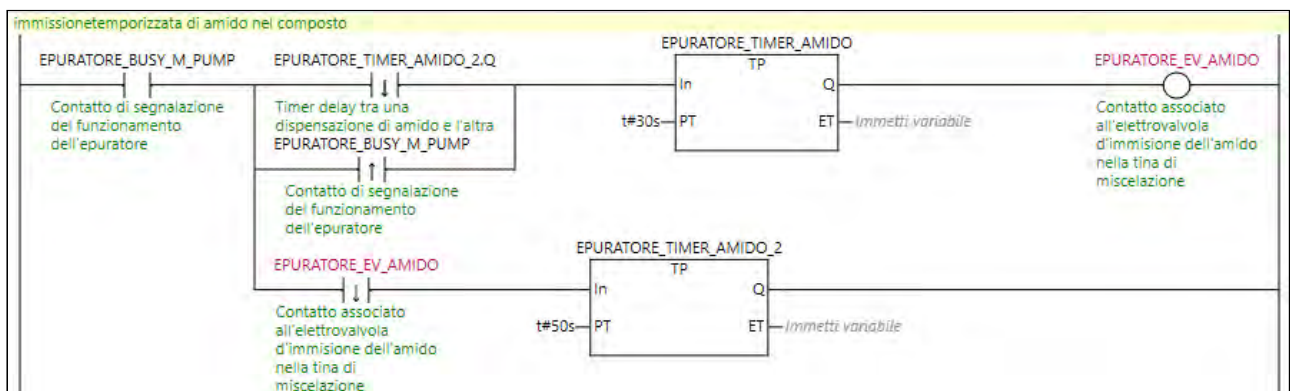 immissionetemporizzata di amido nel composto
EPURATORE_BUSY_M_PUMP
Contatto di segnalazione
del funzionamento
dell'epuratore
EPURATORE_TIMER_AMIDO_2.Q
Timer delay tra una
dispensazione di amido e l'altra
EPURATORE_BUSY_M_PUMP
Contatto di segnalazione
del funzionamento
dell'epuratore
EPURATORE_TIMER_AMIDO
TP
In Q
t#30s PT ET Immetti variabile
EPURATORE_EV_AMIDO
Contatto associato
all'elettrovalvola
d'immisione dell'amido
nella tina di
miscelazione
EPURATORE_EV_AMIDO
Contatto associato
all'elettrovalvola
d'immisione dell'amido
nella tina di
miscelazione
EPURATORE_TIMER_AMIDO_2
TP
In Q
t#50s PT ET Immetti variabile